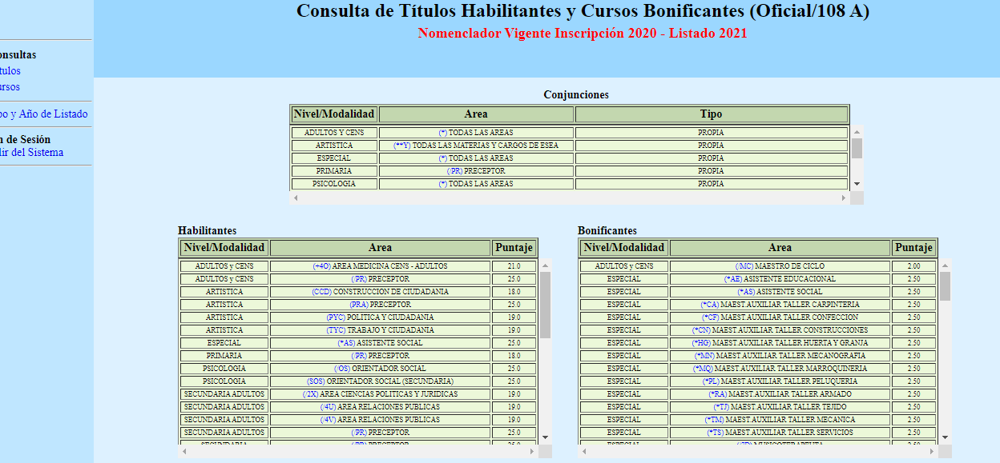 Consulta de Títulos Habilitantes y Cursos Bonificantes (Oficial/108 A)
Nomenclador Vigente Inscripción 2020 - Listado 2021
onsultas
tulos
ursos
po y Año de Listado
n de Sesión
lir del Sistema
Conjunciones
Nivel/Modalidad Area Tipo
ADULTOS Y CENS (*) TODAS LAS AREAS PROPIA
ARTISTICA (**Y) TODAS LAS MATERIAS Y CARGOS DE ESEA PROPIA
ESPECIAL (*) TODAS LAS AREAS PROPIA
PRIMARIA (/PR) PRECEPTOR PROPIA
PSICOLOGIA (*) TODAS LAS AREAS PROPIA
Habilitantes
Nivel/Modalidad Area Puntaje
ADULTOS y CENS (+4O) AREA MEDICINA CENS - ADULTOS 21.0
ADULTOS y CENS (/PR) PRECEPTOR 25.0
ARTISTICA (CCD) CONSTRUCCION DE CIUDADANIA 18.0
ARTISTICA (PRA) PRECEPTOR 25.0
ARTISTICA (PYC) POLITICA Y CIUDADANIA 19.0
ARTISTICA (TYC) TRABAJO Y CIUDADANIA 19.0
ESPECIAL (*AS) ASISTENTE SOCIAL 25.0
PRIMARIA (/PR) PRECEPTOR 18.0
PSICOLOGIA (/OS) ORIENTADOR SOCIAL 25.0
PSICOLOGIA (SOS) ORIENTADOR SOCIAL (SECUNDARIA) 25.0
SECUNDARIA ADULTOS (/2X) AREA CIENCIAS POLITICAS Y JURIDICAS 19.0
SECUNDARIA ADULTOS (/4U) AREA RELACIONES PUBLICAS 19.0
SECUNDARIA ADULTOS (/4V) AREA RELACIONES PUBLICAS 19.0
SECUNDARIA ADULTOS (/PR) PRECEPTOR 25.0
SECUNDARIA (/PR) PRECEPTOR 25.0
Bonificantes
Nivel/Modalidad Area Puntaje
ADULTOS y CENS (/MC) MAESTRO DE CICLO 2.00
ESPECIAL (*AE) ASISTENTE EDUCACIONAL 2.50
ESPECIAL (*AS) ASISTENTE SOCIAL 2.50
ESPECIAL (*CA) MAEST.AUXILIAR TALLER CARPINTERIA 2.50
ESPECIAL (*CF) MAEST.AUXILIAR TALLER CONFECCION 2.50
ESPECIAL (*CN) MAEST.AUXILIAR TALLER CONSTRUCCIONES 2.50
ESPECIAL (*HG) MAEST.AUXILIAR TALLER HUERTA Y GRANJA 2.50
ESPECIAL (*MN) MAEST.AUXILIAR TALLER MECANOGRAFIA 2.50
ESPECIAL (*MQ) MAEST.AUXILIAR TALLER MARROQUINERIA 2.50
ESPECIAL (*PL) MAEST.AUXILIAR TALLER PELUQUERIA 2.50
ESPECIAL (*RA) MAEST.AUXILIAR TALLER ARMADO 2.50
ESPECIAL (*TJ) MAEST.AUXILIAR TALLER TEJIDO 2.50
ESPECIAL (*TM) MAEST.AUXILIAR TALLER MECANICA 2.50
ESPECIAL (*TS) MAEST.AUXILIAR TALLER SERVICIOS 2.50
ESPECIAL MUSICOTERAPEUTA 2.50